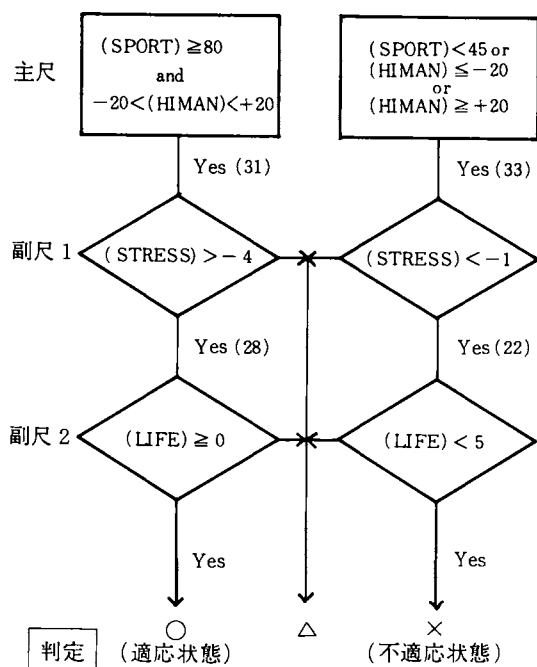 主尺
(SPORT)≧80
and
−20<(HIMAN)<+20
(SPORT)<45 or
(HIMAN)≦−20
or
(HIMAN)≧+20
Yes (31)
Yes (33)
副尺 1
(STRESS)>−4
(STRESS)<−1
Yes (28)
Yes (22)
副尺 2
(LIFE)≧0
(LIFE)<5
Yes
Yes
判定
○
△
×
(適応状態)
(不適応状態)